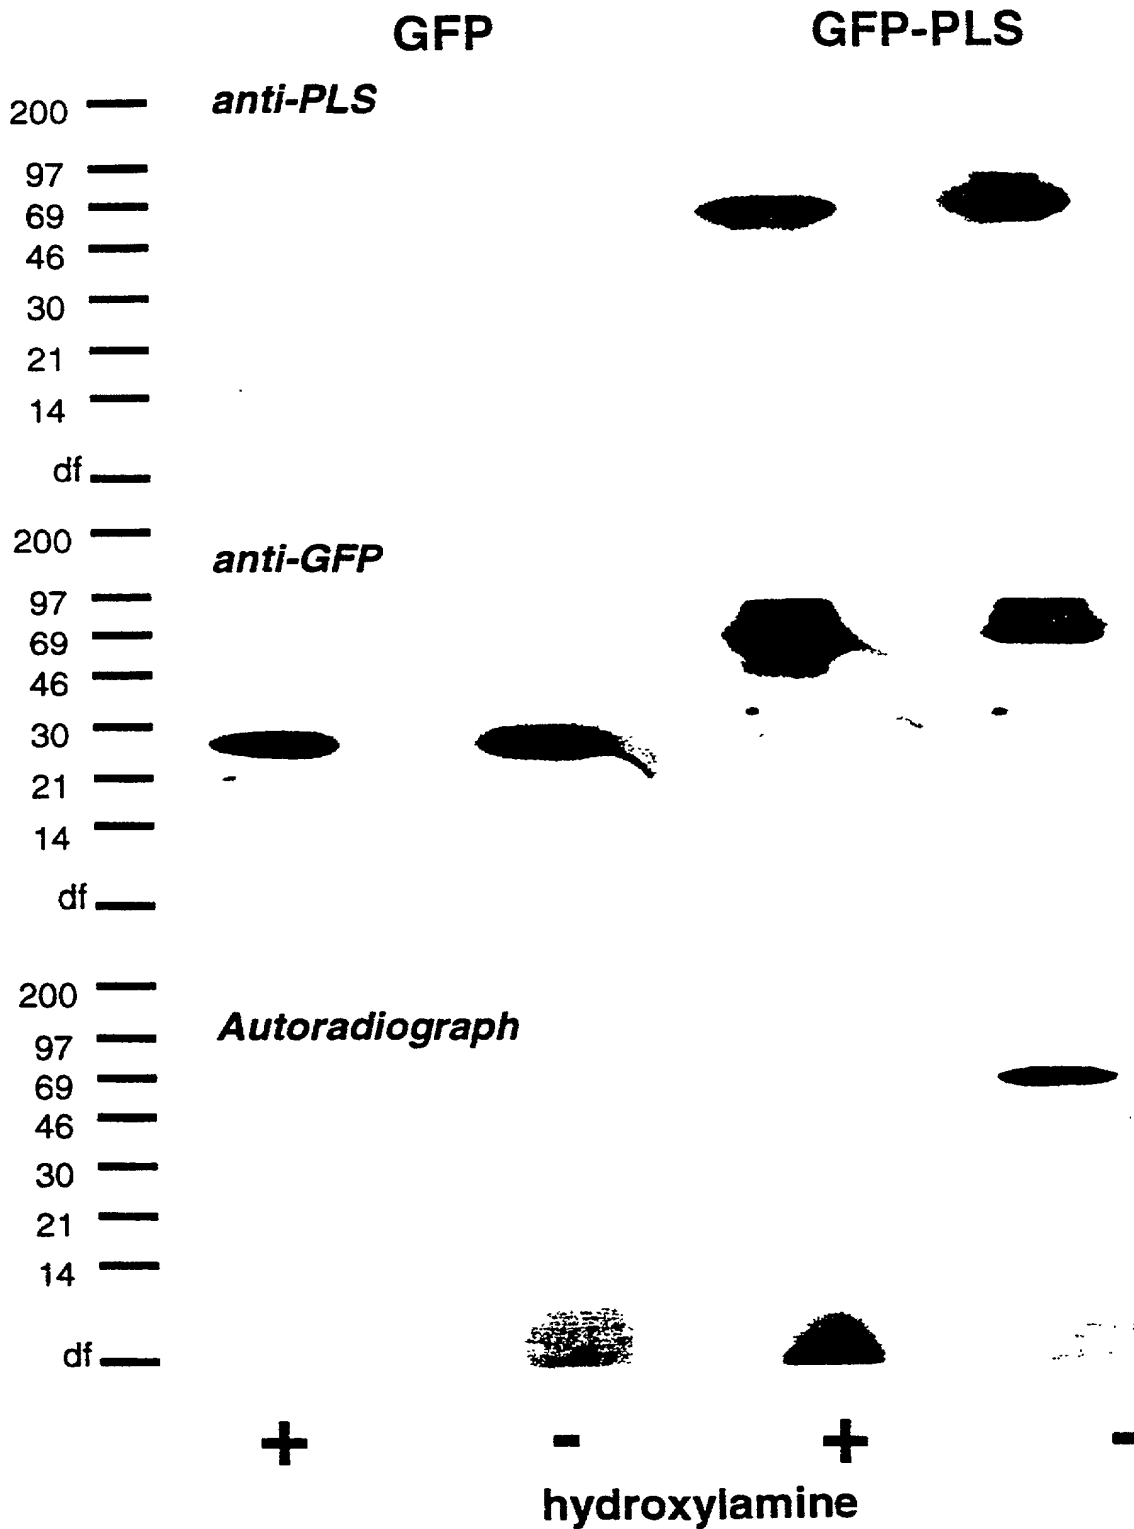 GFP GFP-PLS
anti-PLS
200
97
69
46
30
21
14
df
anti-GFP
200
97
69
46
30
21
14
df
Autoradiograph
200
97
69
46
30
21
14
df
+ - + -
hydroxylamine